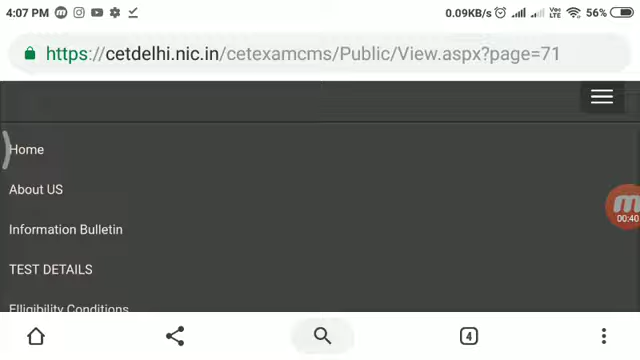 4:07 PM 0.09KB/s VoLTE 56%
https://cetdelhi.nic.in/cetexamcms/Public/View.aspx?page=71
Home
About US
Information Bulletin
00:40
TEST DETAILS
Elligibility Conditions
4